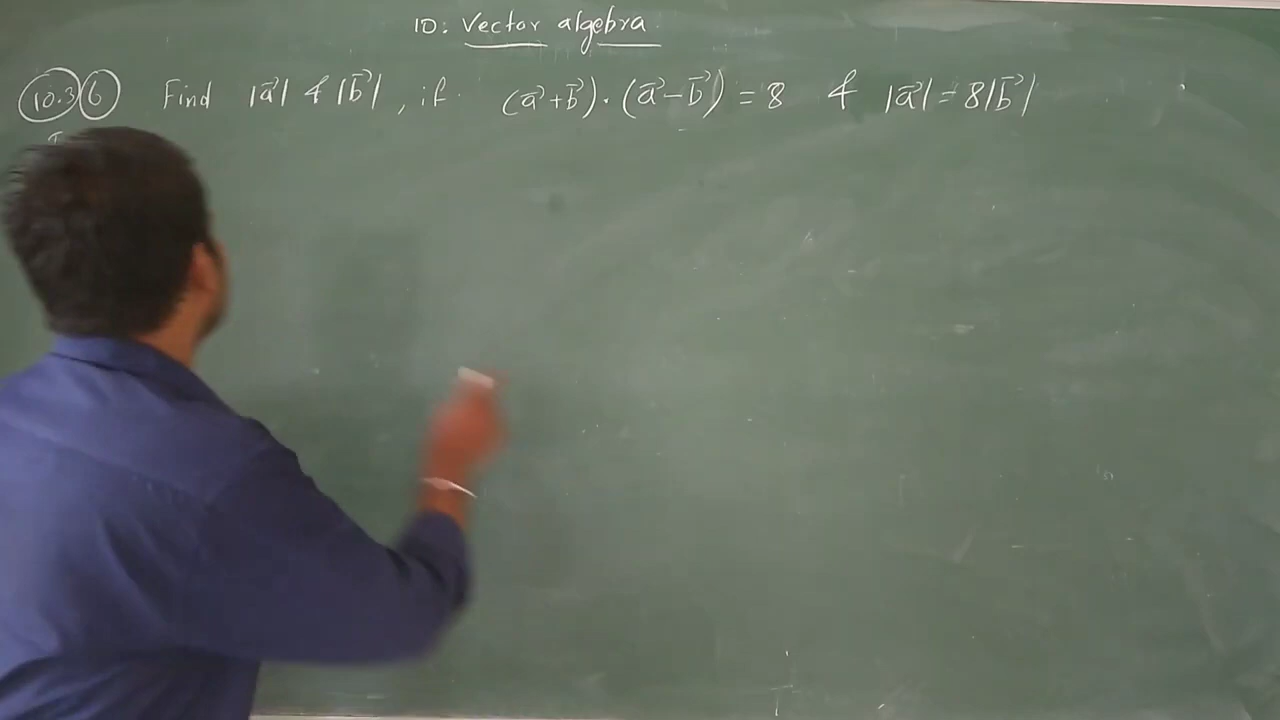 10: Vector algebra.
10.3 6 Find |a⃗| & |b⃗|, if (a⃗+b⃗)·(a⃗-b⃗) = 8 & |a⃗| = 8|b⃗|